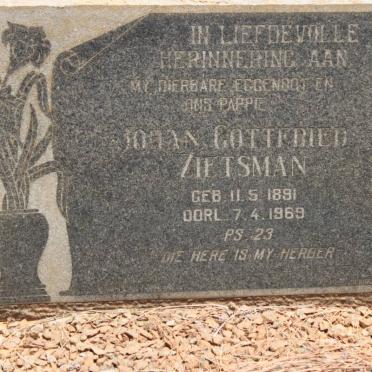 IN LIEFDEVOLLE
HERINNERING AAN
MY DIERBARE EGGENOOT EN
ONS PAPPIE
JOHAN GOTTFRIED
ZIETSMAN
GEB. 11. 5. 1891
OORL. 7. 4. 1969
PS. 23
"DIE HERE IS MY HERDER"